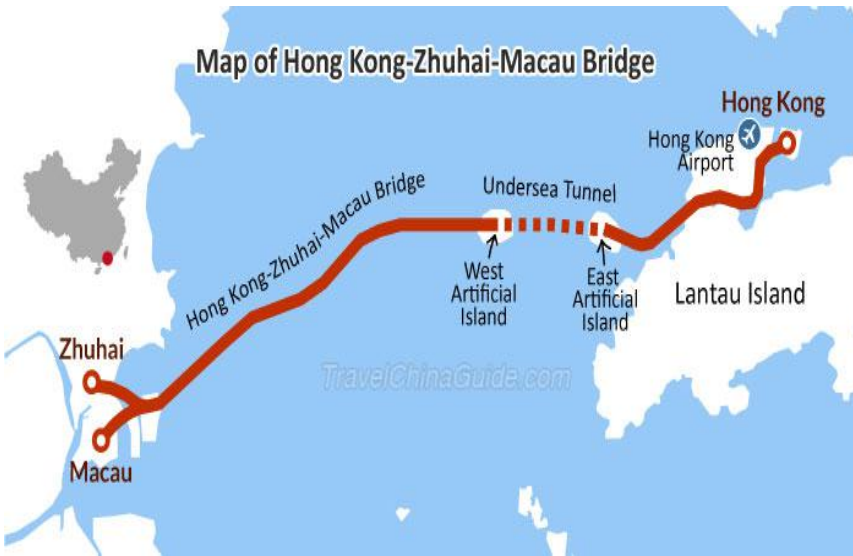 Map of Hong Kong-Zhuhai-Macau Bridge
Hong Kong
Hong Kong
Airport
Undersea Tunnel
Hong Kong-Zhuhai-Macau Bridge
West
Artificial
Island
East
Artificial
Island
Lantau Island
Zhuhai
TravelChinaGuide.com
Macau